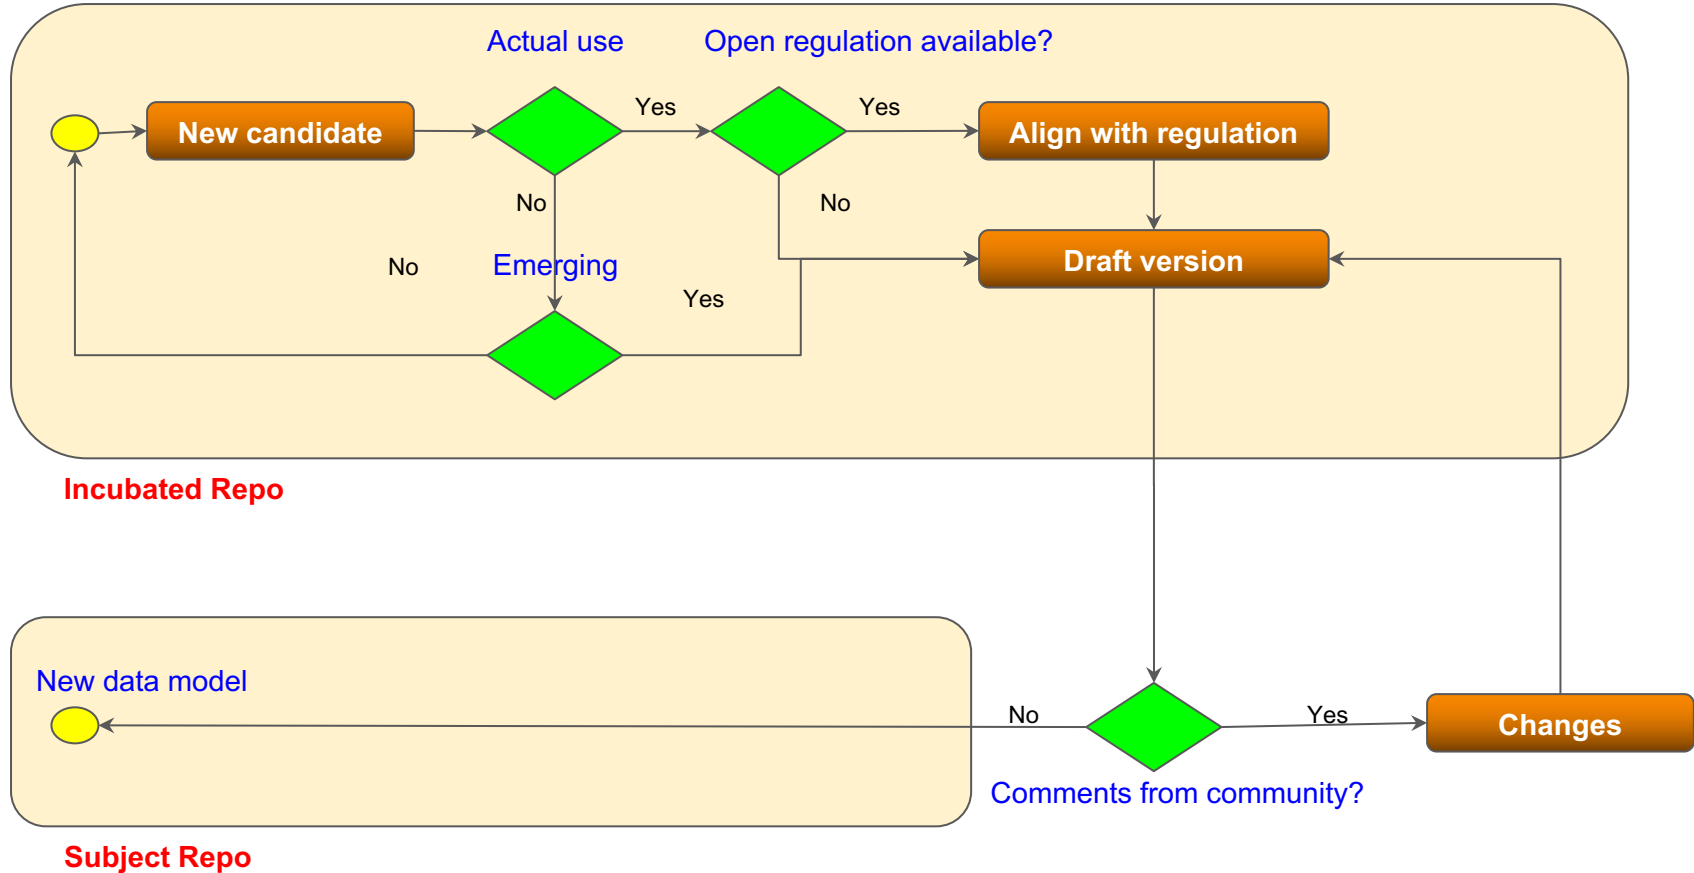 Actual use
Open regulation available?
Yes
Yes
New candidate
Align with regulation
No
No
No
Emerging
Draft version
Yes
Incubated Repo
New data model
No
Yes
Changes
Comments from community?
Subject Repo